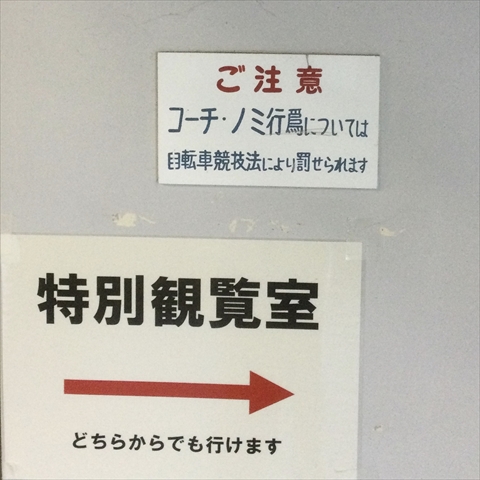 ご注意
コーチ・ノミ行為については
自転車競技法により罰せられます
特別観覧室
どちらからでも行けます